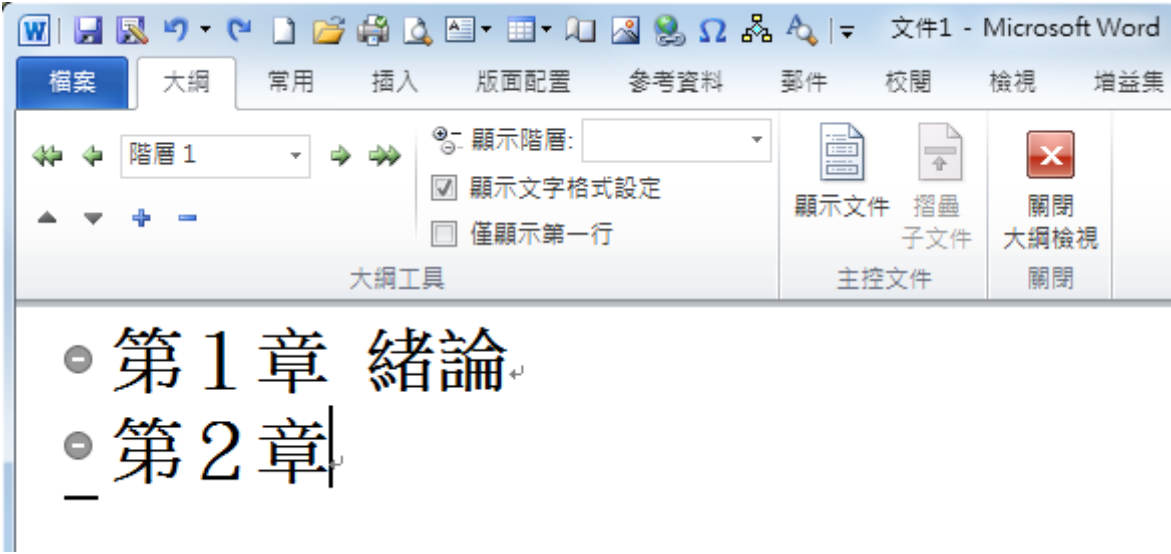 文件1 - Microsoft Word
檔案 大綱 常用 插入 版面配置 參考資料 郵件 校閱 檢視 增益集
階層 1
顯示階層:
顯示文字格式設定
僅顯示第一行
大綱工具
顯示文件
摺疊
子文件
主控文件
關閉
大綱檢視
關閉
第１章 緒論
第２章